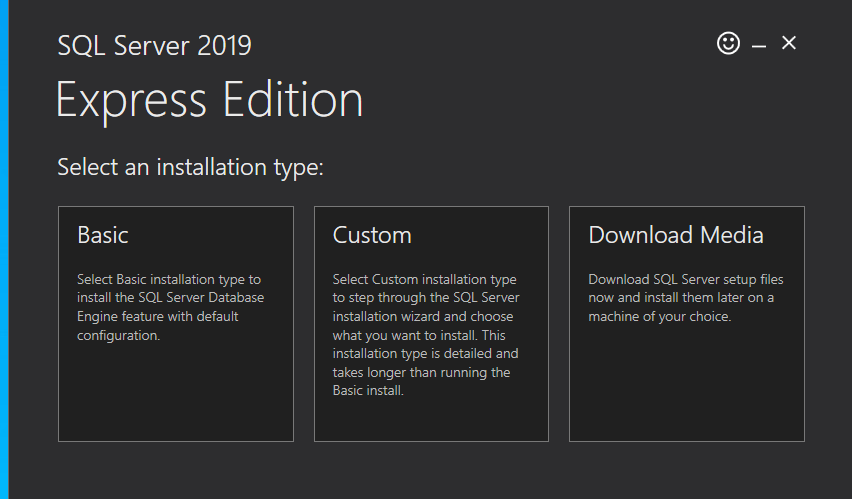 SQL Server 2019
Express Edition
Select an installation type:
Basic
Select Basic installation type to
install the SQL Server Database
Engine feature with default
configuration.
Custom
Select Custom installation type
to step through the SQL Server
installation wizard and choose
what you want to install. This
installation type is detailed and
takes longer than running the
Basic install.
Download Media
Download SQL Server setup files
now and install them later on a
machine of your choice.